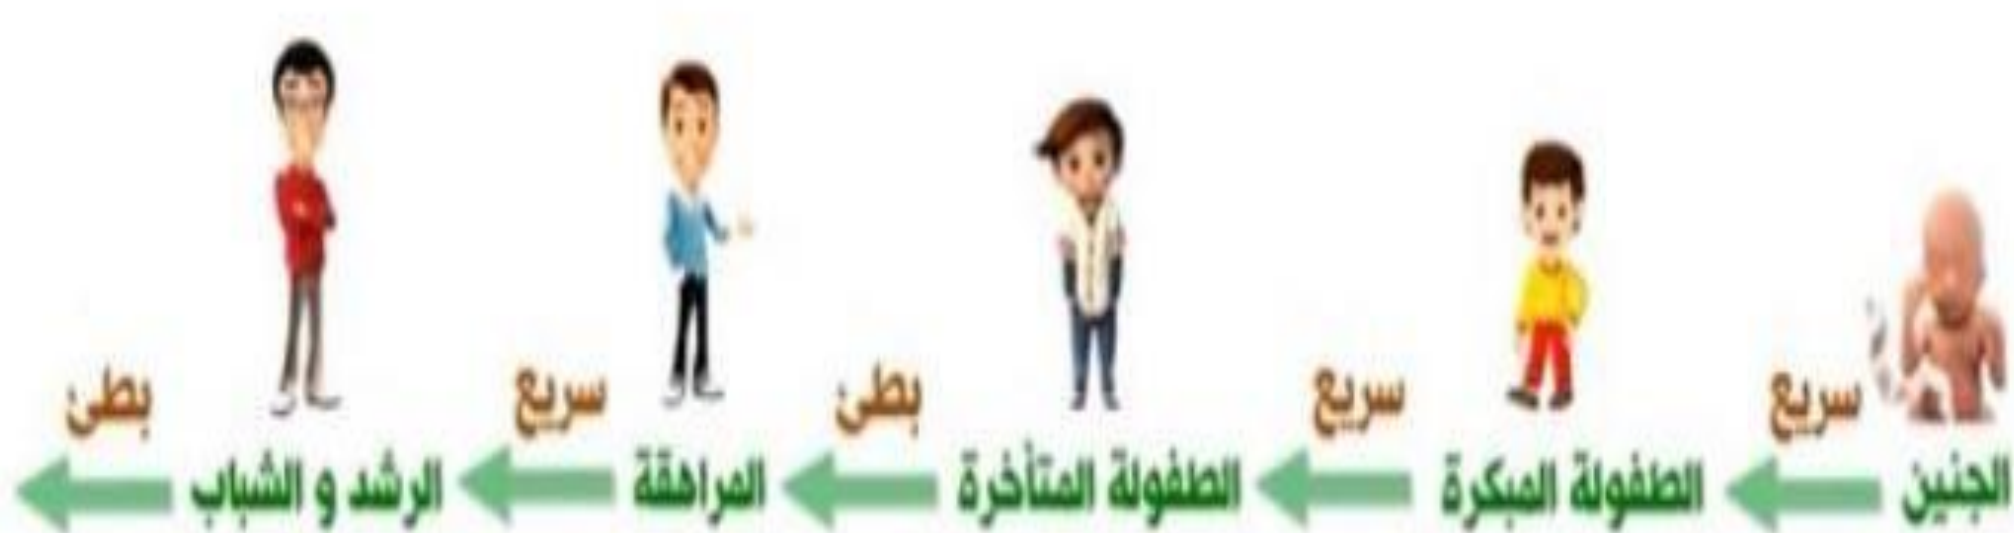 سريع
سريع
بطئ
سريع
بطئ
الجنين
الطفولة المبكرة
الطفولة المتأخرة
المراهقة
الرشد و الشباب